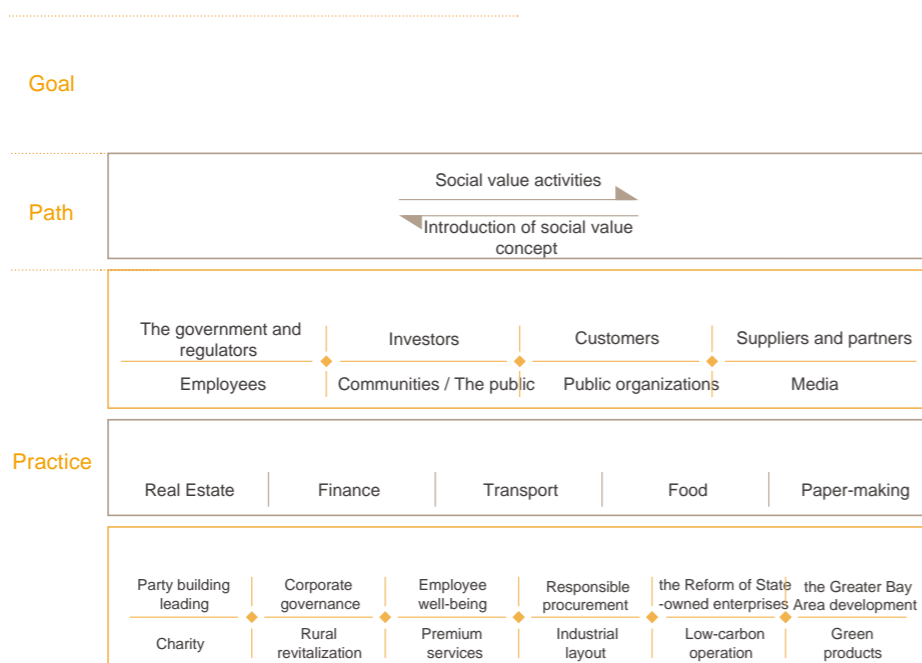 Goal
Path
Social value activities
Introduction of social value
concept
Practice
The government and
regulators
Investors
Customers
Suppliers and partners
Employees
Communities / The public
Public organizations
Media
Real Estate
Finance
Transport
Food
Paper-making
Party building
leading
Corporate
governance
Employee
well-being
Responsible
procurement
the Reform of State
-owned enterprises
the Greater Bay
Area development
Charity
Rural
revitalization
Premium
services
Industrial
layout
Low-carbon
operation
Green
products